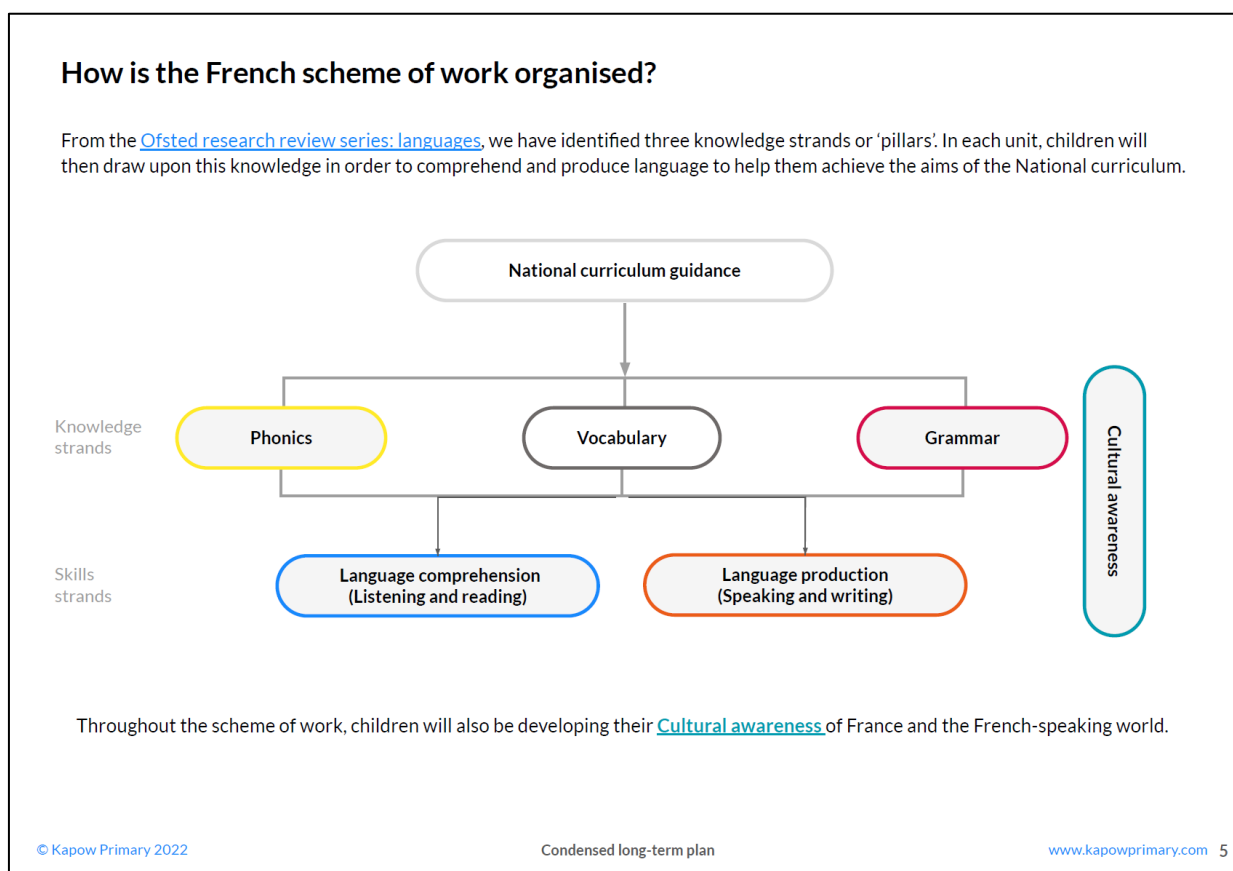 How is the French scheme of work organised?
From the Ofsted research review series: languages, we have identified three knowledge strands or ‘pillars’. In each unit, children will
then draw upon this knowledge in order to comprehend and produce language to help them achieve the aims of the National curriculum.
National curriculum guidance
Knowledge
strands
Phonics
Vocabulary
Grammar
Cultural awareness
Skills
strands
Language comprehension
(Listening and reading)
Language production
(Speaking and writing)
Throughout the scheme of work, children will also be developing their Cultural awareness of France and the French-speaking world.
© Kapow Primary 2022
Condensed long-term plan
www.kapowprimary.com 5